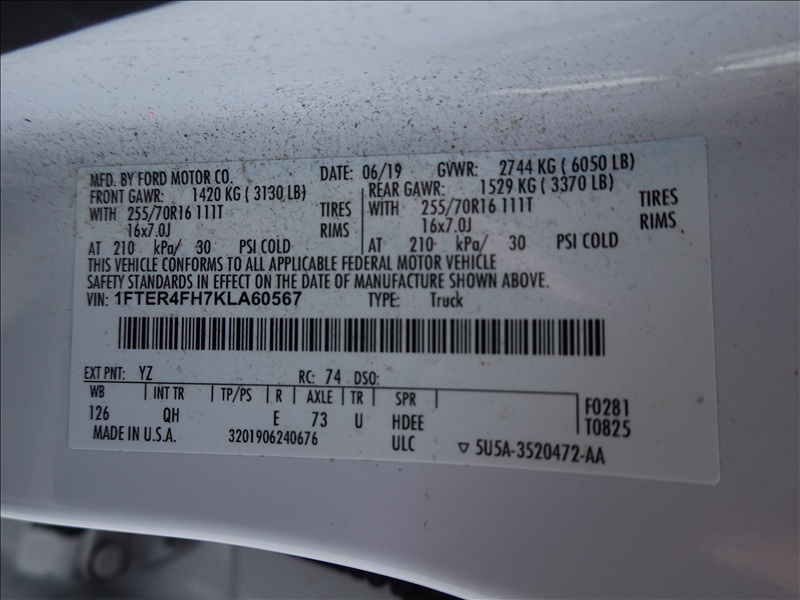 MFD. BY FORD MOTOR CO. DATE: 06/19 GVWR: 2744 KG ( 6050 LB)
FRONT GAWR: 1420 KG ( 3130 LB) REAR GAWR: 1529 KG ( 3370 LB)
WITH 255/70R16 111T TIRES WITH 255/70R16 111T TIRES
16x7.0J RIMS 16x7.0J RIMS
AT 210 kPa/ 30 PSI COLD AT 210 kPa/ 30 PSI COLD
THIS VEHICLE CONFORMS TO ALL APPLICABLE FEDERAL MOTOR VEHICLE
SAFETY STANDARDS IN EFFECT ON THE DATE OF MANUFACTURE SHOWN ABOVE.
VIN: 1FTER4FH7KLA60567 TYPE: Truck
EXT PNT: YZ RC: 74 DSO:
WB INT TR TP/PS R AXLE TR SPR F0281
126 QH E 73 U HDEE T0825
MADE IN U.S.A. 3201906240676 ULC ▽ 5U5A-3520472-AA